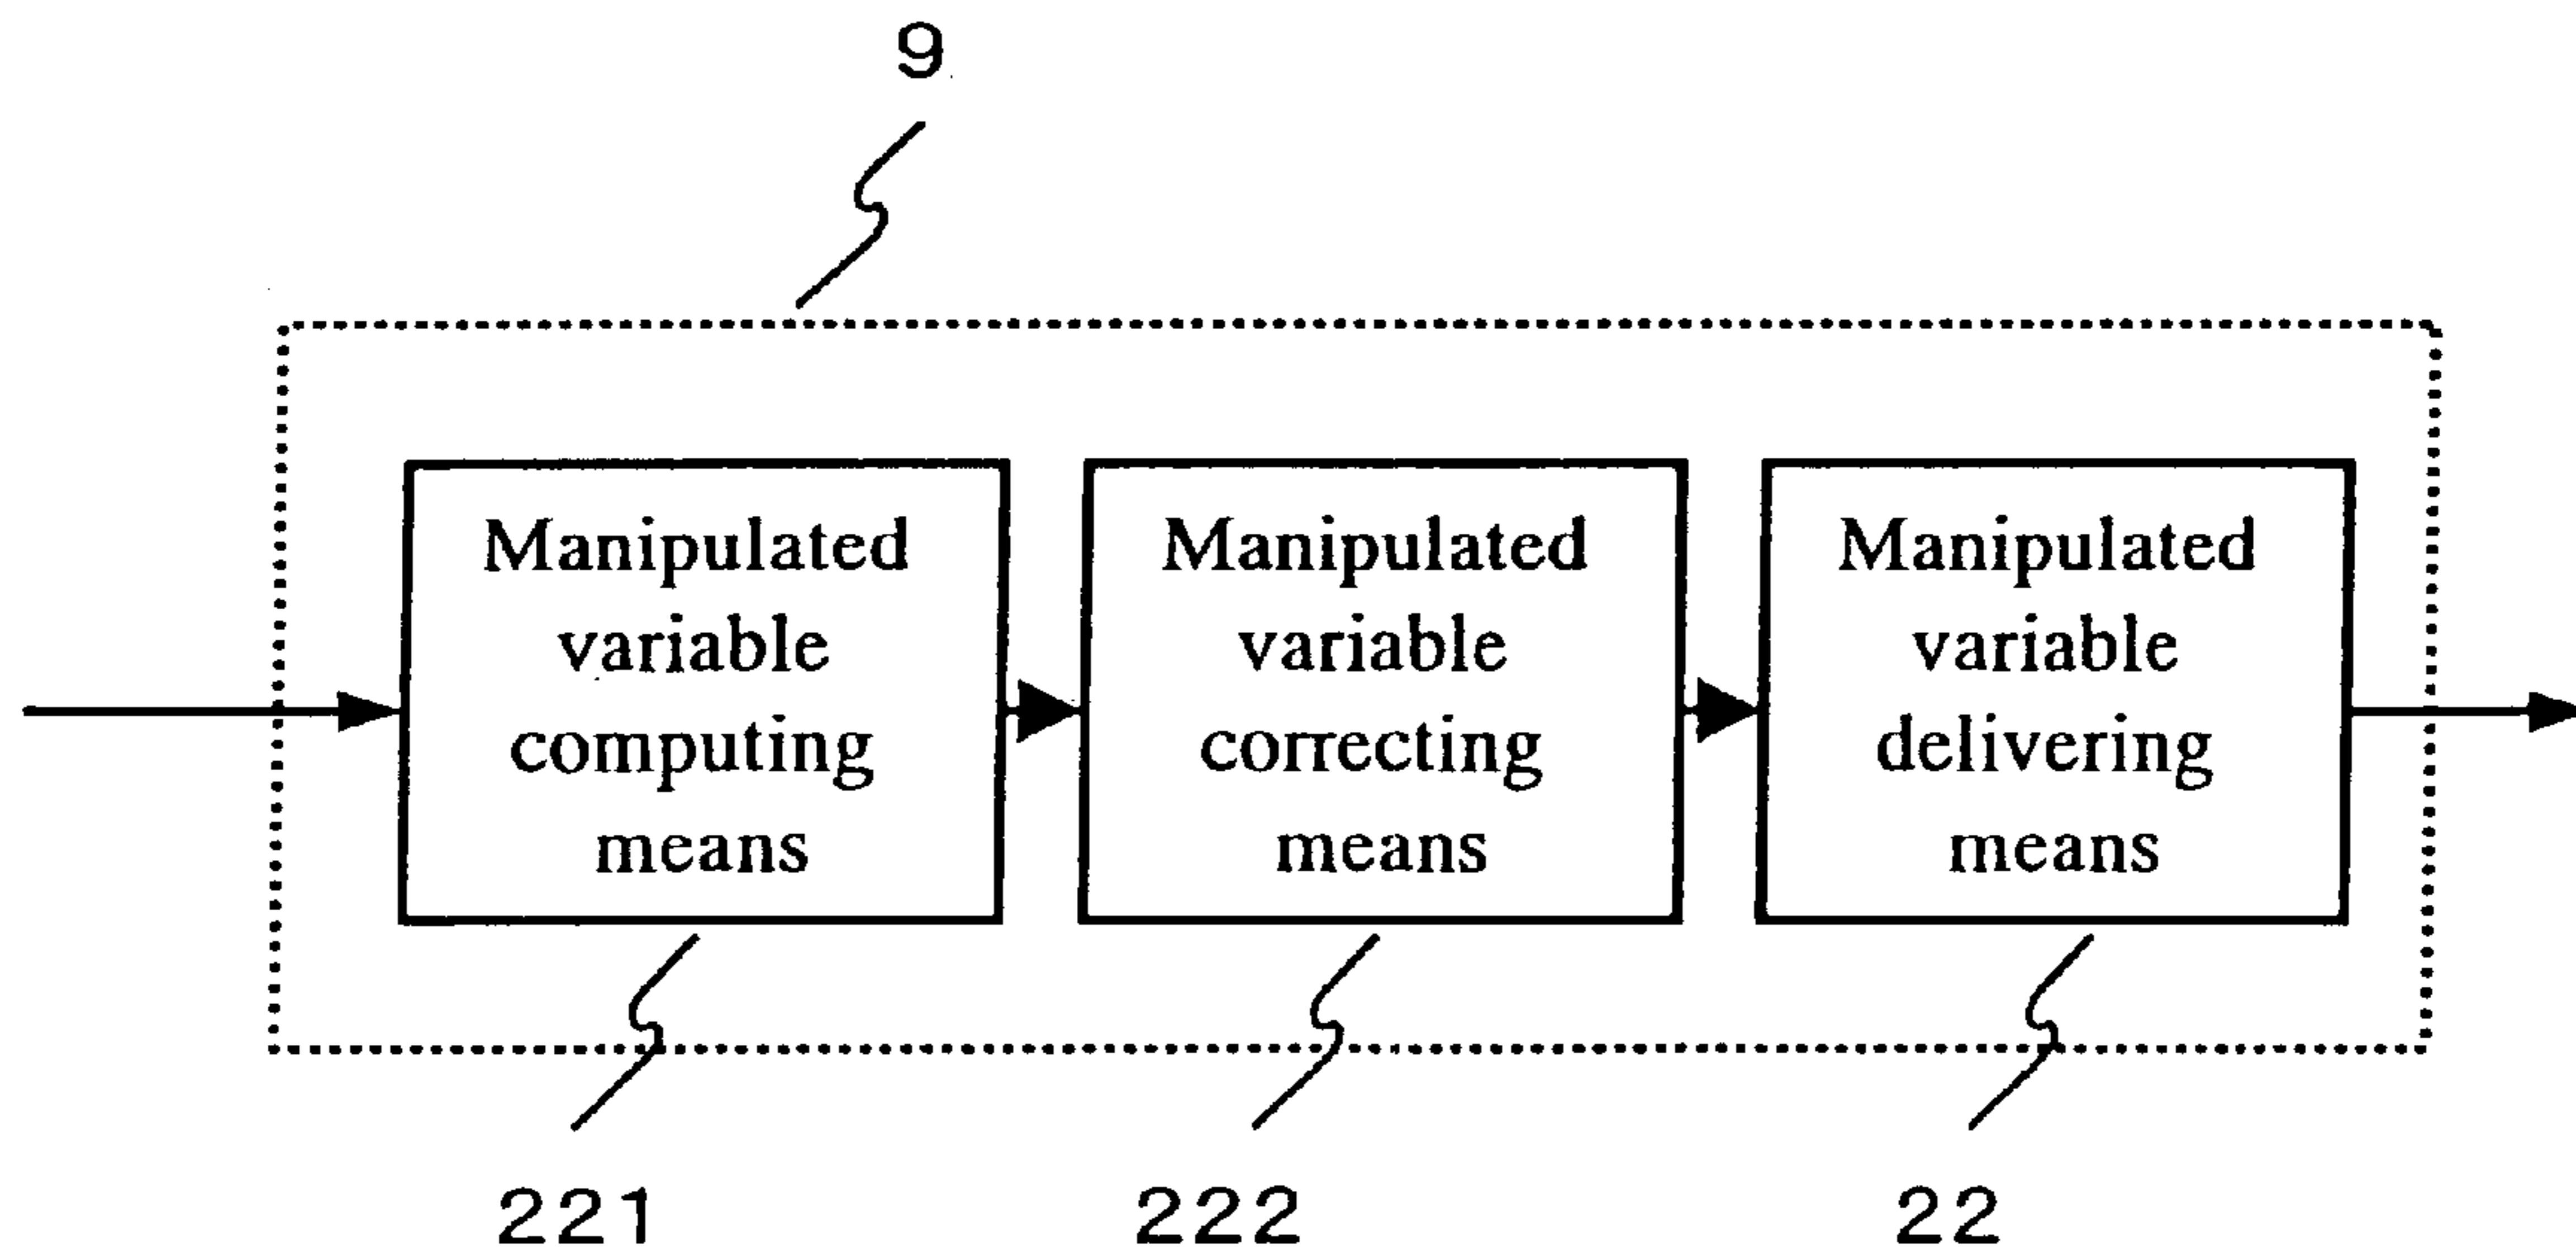 9
Manipulated
variable
computing
means
Manipulated
variable
correcting
means
Manipulated
variable
delivering
means
221
222
22